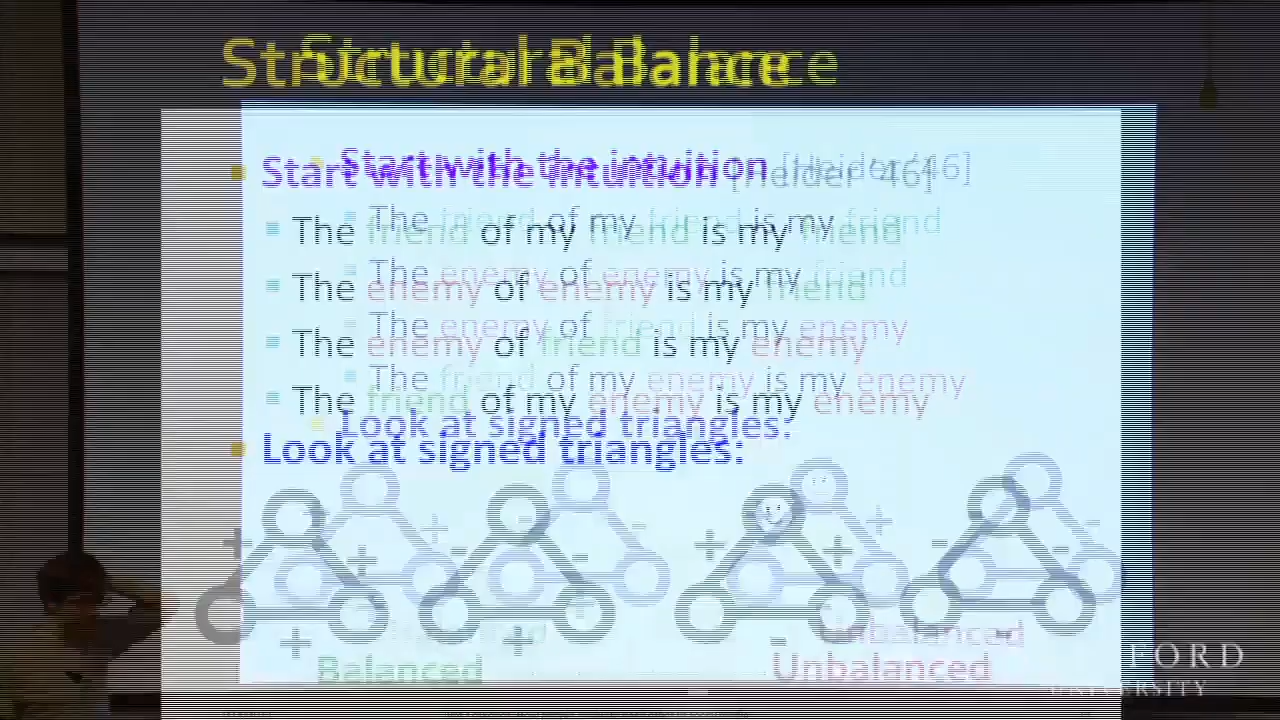 Structural Balance
Start with the intuition [Heider '46]
The friend of my friend is my friend
The enemy of enemy is my friend
The enemy of friend is my enemy
The friend of my enemy is my enemy
Look at signed triangles:
+ + +
- - +
+ + -
- -
Balanced
Unbalanced
FORD
UNIVERSITY